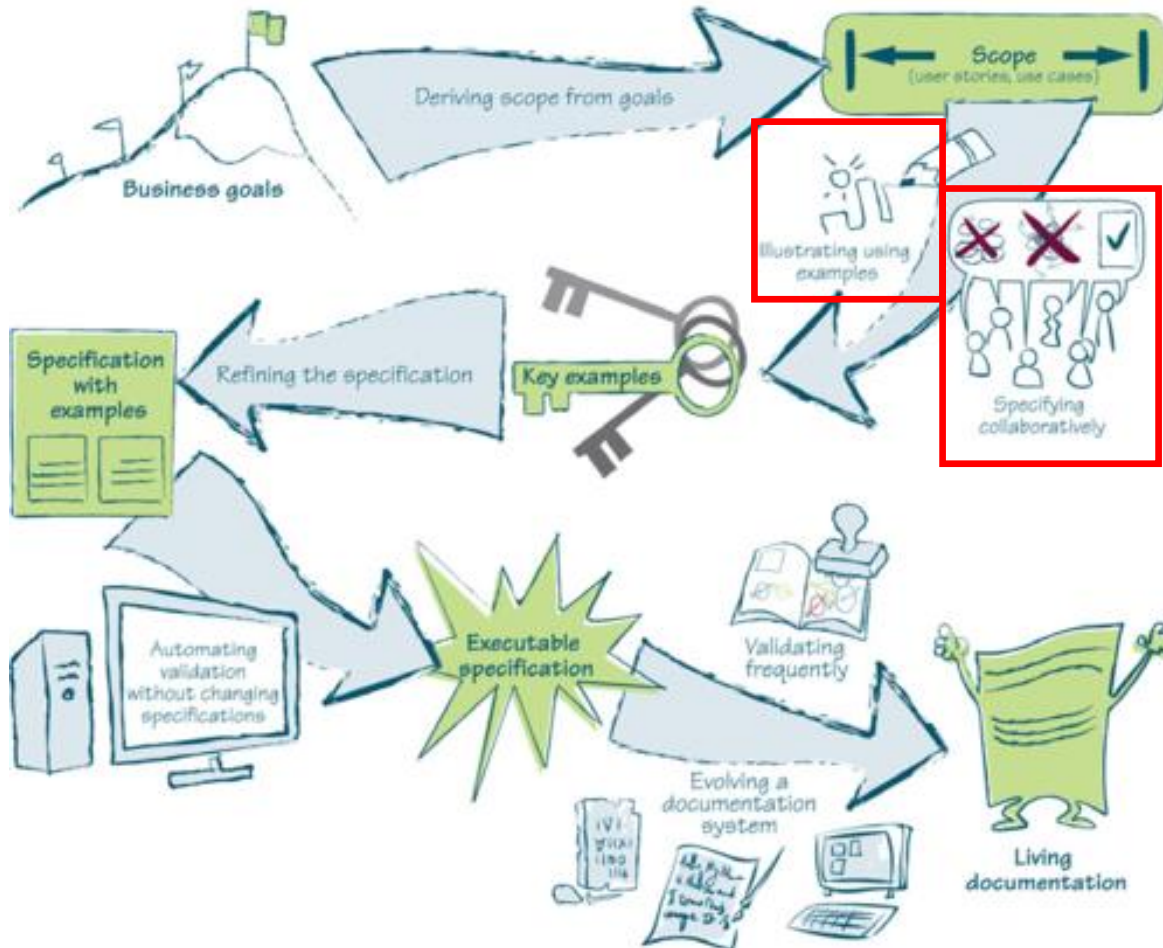 Scope
(user stories, use cases)
Deriving scope from goals
Business goals
Illustrating using
examples
Specification
with
examples
Refining the specification
Key examples
Specifying
collaboratively
Automating
validation
without changing
specifications
Executable
specification
Validating
frequently
Evolving a
documentation
system
Living
documentation